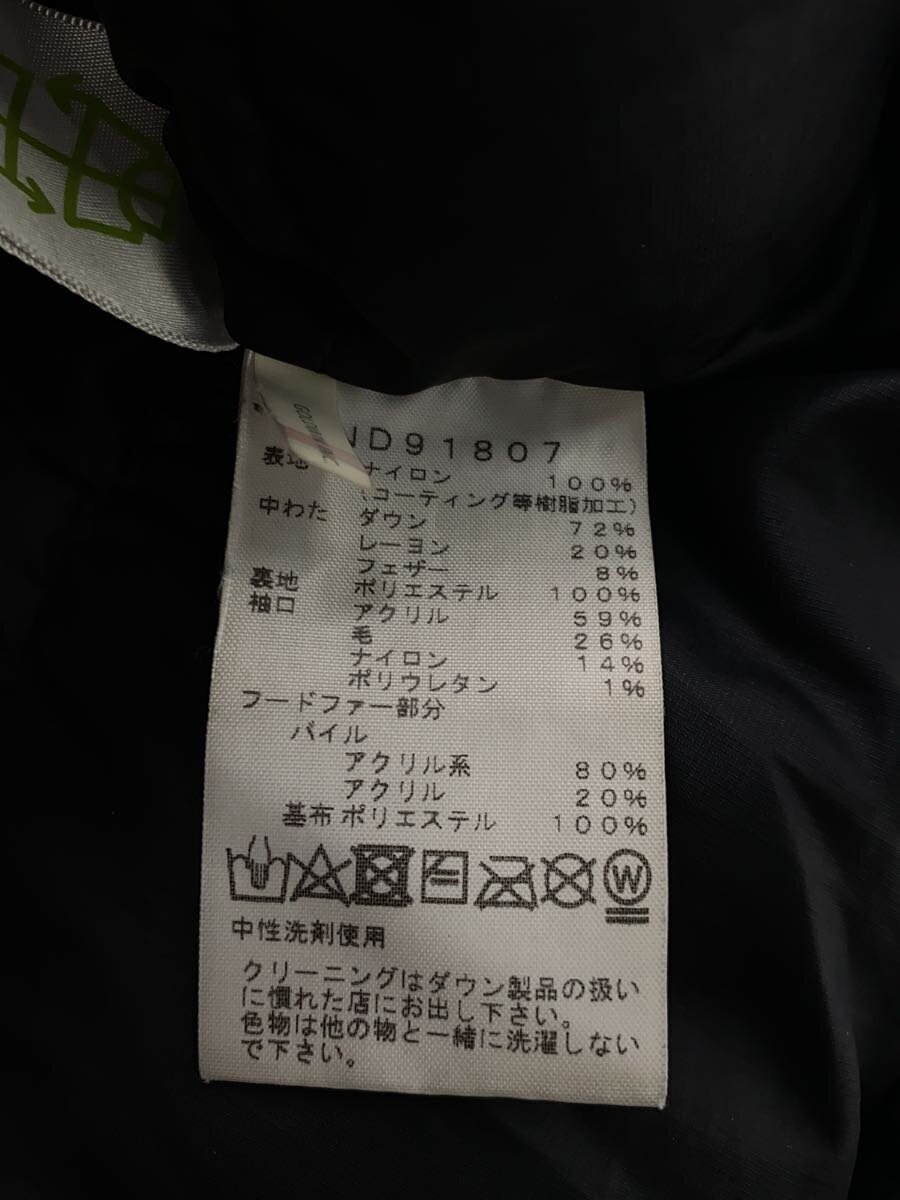 ND91807
表地 ナイロン 100%
(コーティング等樹脂加工)
中わた ダウン 72%
レーヨン 20%
フェザー 8%
裏地 ポリエステル 100%
袖口 アクリル 59%
毛 26%
ナイロン 14%
ポリウレタン 1%
フードファー部分
パイル
アクリル系 80%
アクリル 20%
基布 ポリエステル 100%
W
中性洗剤使用
クリーニングはダウン製品の扱い
に慣れた店にお出し下さい。
色物は他の物と一緒に洗濯しない
で下さい。